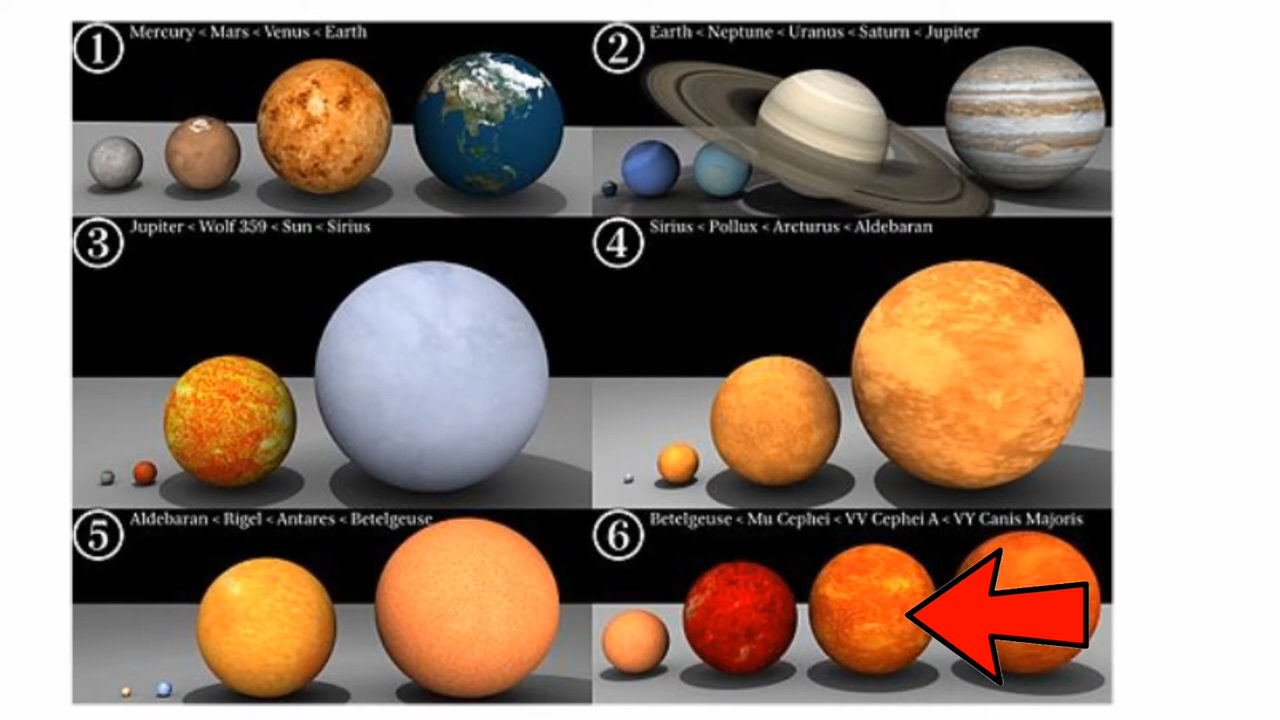 1
Mercury < Mars < Venus < Earth
2
Earth < Neptune < Uranus < Saturn < Jupiter
3
Jupiter < Wolf 359 < Sun < Sirius
4
Sirius < Pollux < Arcturus < Aldebaran
5
Aldebaran < Rigel < Antares < Betelgeuse
6
Betelgeuse < Mu Cephei < VV Cephei A < VY Canis Majoris